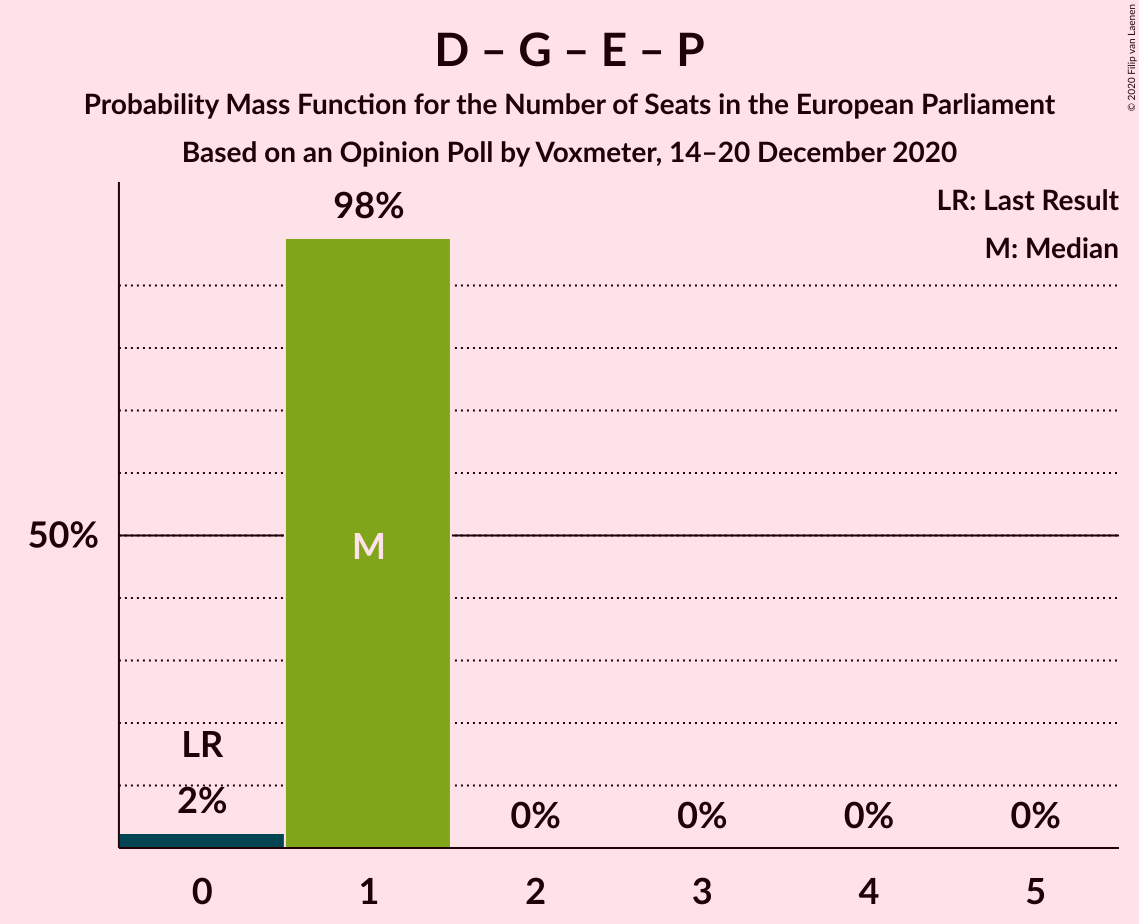 D – G – E – P
Probability Mass Function for the Number of Seats in the European Parliament
Based on an Opinion Poll by Voxmeter, 14–20 December 2020
© 2020 Filip van Laenen
LR: Last Result
M: Median
98%
50%
M
LR
2%
0% 0% 0% 0%
0 1 2 3 4 5